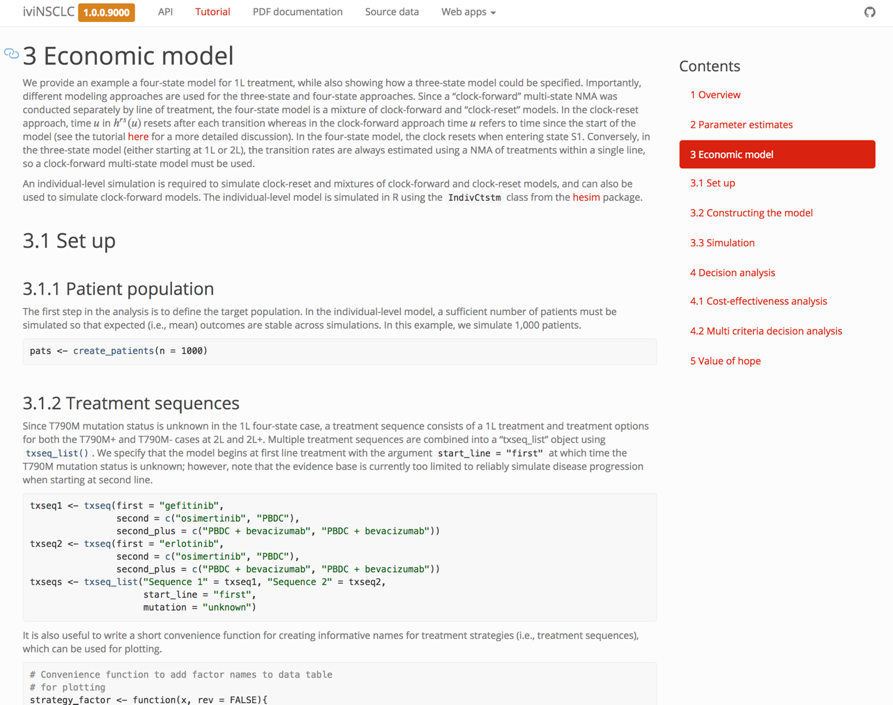 iviNSCLC 1.0.0.9000 API Tutorial PDF documentation Source data Web apps
3 Economic model
We provide an example a four-state model for 1L treatment, while also showing how a three-state model could be specified. Importantly,
different modeling approaches are used for the three-state and four-state approaches. Since a “clock-forward” multi-state NMA was
conducted separately by line of treatment, the four-state model is a mixture of clock-forward and “clock-reset” models. In the clock-reset
approach, time u in hʳˢ(u) resets after each transition whereas in the clock-forward approach time u refers to time since the start of the
model (see the tutorial here for a more detailed discussion). In the four-state model, the clock resets when entering state S1. Conversely, in
the three-state model (either starting at 1L or 2L), the transition rates are always estimated using a NMA of treatments within a single line,
so a clock-forward multi-state model must be used.
An individual-level simulation is required to simulate clock-reset and mixtures of clock-forward and clock-reset models, and can also be
used to simulate clock-forward models. The individual-level model is simulated in R using the IndivCtstm class from the hesim package.
3.1 Set up
3.1.1 Patient population
The first step in the analysis is to define the target population. In the individual-level model, a sufficient number of patients must be
simulated so that expected (i.e., mean) outcomes are stable across simulations. In this example, we simulate 1,000 patients.
pats <- create_patients(n = 1000)
3.1.2 Treatment sequences
Since T790M mutation status is unknown in the 1L four-state case, a treatment sequence consists of a 1L treatment and treatment options
for both the T790M+ and T790M- cases at 2L and 2L+. Multiple treatment sequences are combined into a “txseq_list” object using
txseq_list() . We specify that the model begins at first line treatment with the argument start_line = "first" at which time the
T790M mutation status is unknown; however, note that the evidence base is currently too limited to reliably simulate disease progression
when starting at second line.
txseq1 <- txseq(first = "gefitinib",
second = c("osimertinib", "PBDC"),
second_plus = c("PBDC + bevacizumab", "PBDC + bevacizumab"))
txseq2 <- txseq(first = "erlotinib",
second = c("osimertinib", "PBDC"),
second_plus = c("PBDC + bevacizumab", "PBDC + bevacizumab"))
txseqs <- txseq_list("Sequence 1" = txseq1, "Sequence 2" = txseq2,
start_line = "first",
mutation = "unknown")
It is also useful to write a short convenience function for creating informative names for treatment strategies (i.e., treatment sequences),
which can be used for plotting.
# Convenience function to add factor names to data table
# for plotting
strategy_factor <- function(x, rev = FALSE){
Contents
1 Overview
2 Parameter estimates
3 Economic model
3.1 Set up
3.2 Constructing the model
3.3 Simulation
4 Decision analysis
4.1 Cost-effectiveness analysis
4.2 Multi criteria decision analysis
5 Value of hope